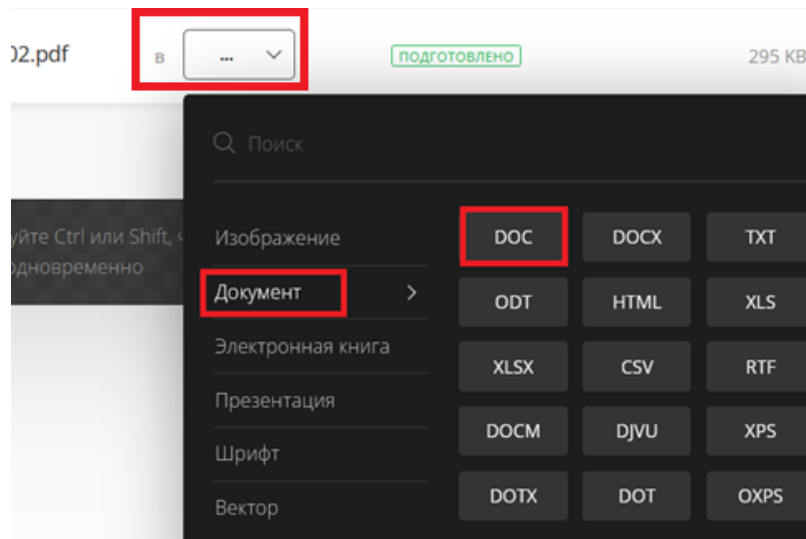 02.pdf в ... ПОДГОТОВЛЕНО 295 KB
Поиск
уйте Ctrl или Shift, ч
одновременно
Изображение
Документ >
Электронная книга
Презентация
Шрифт
Вектор
DOC DOCX TXT
ODT HTML XLS
XLSX CSV RTF
DOCM DJVU XPS
DOTX DOT OXPS